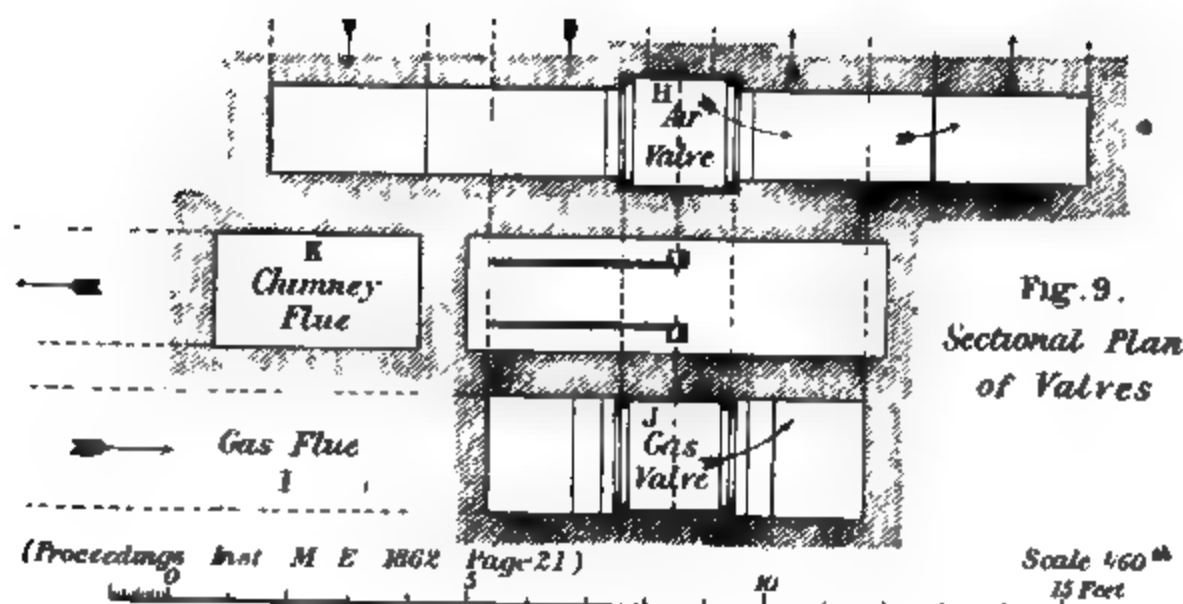 H
Air
Valve
K
Chimney
Flue
Fig. 9.
Sectional Plan
of Valves
J
Gas
Valve
Gas Flue
I
(Proceedings Inst M E 1862 Page 21)
Scale 1/60th
0 5 10 15 Feet